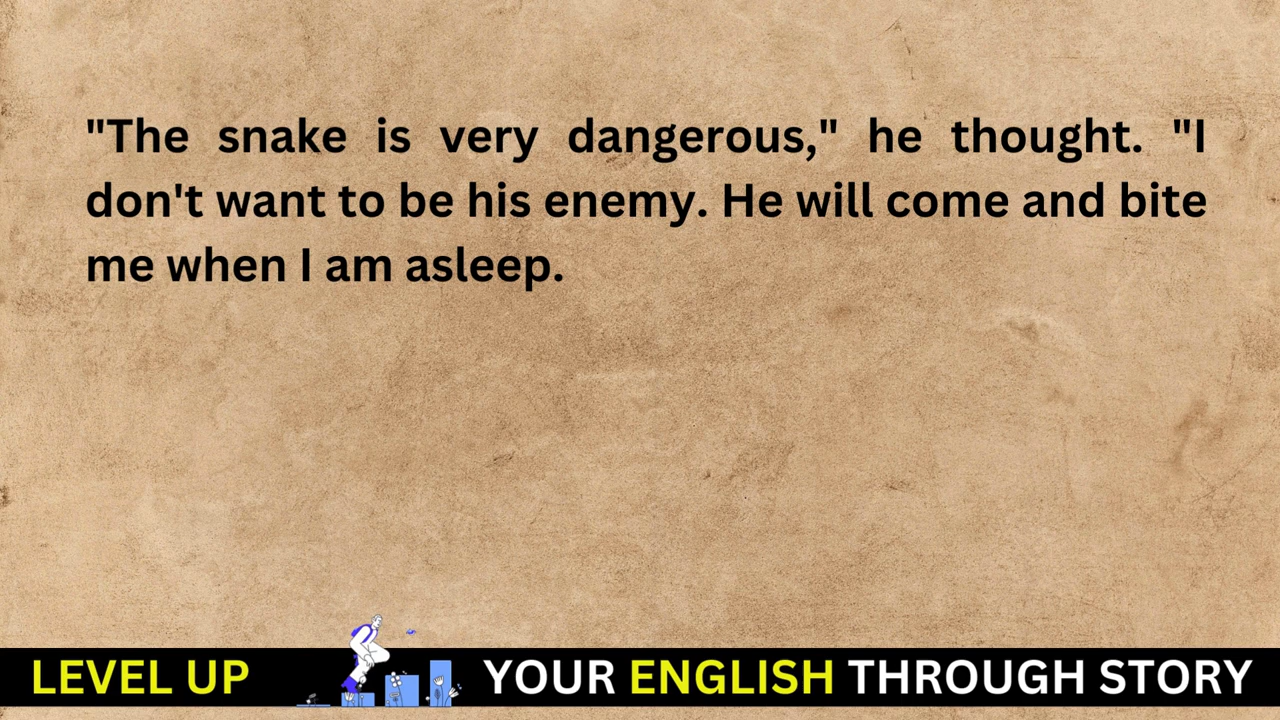 "The snake is very dangerous," he thought. "I
don't want to be his enemy. He will come and bite
me when I am asleep.
LEVEL UP YOUR ENGLISH THROUGH STORY